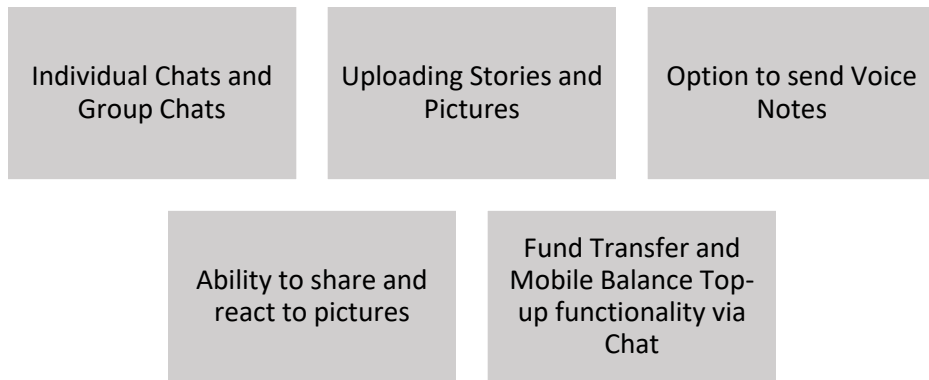 Individual Chats and
Group Chats
Uploading Stories and
Pictures
Option to send Voice
Notes
Ability to share and
react to pictures
Fund Transfer and
Mobile Balance Top-
up functionality via
Chat